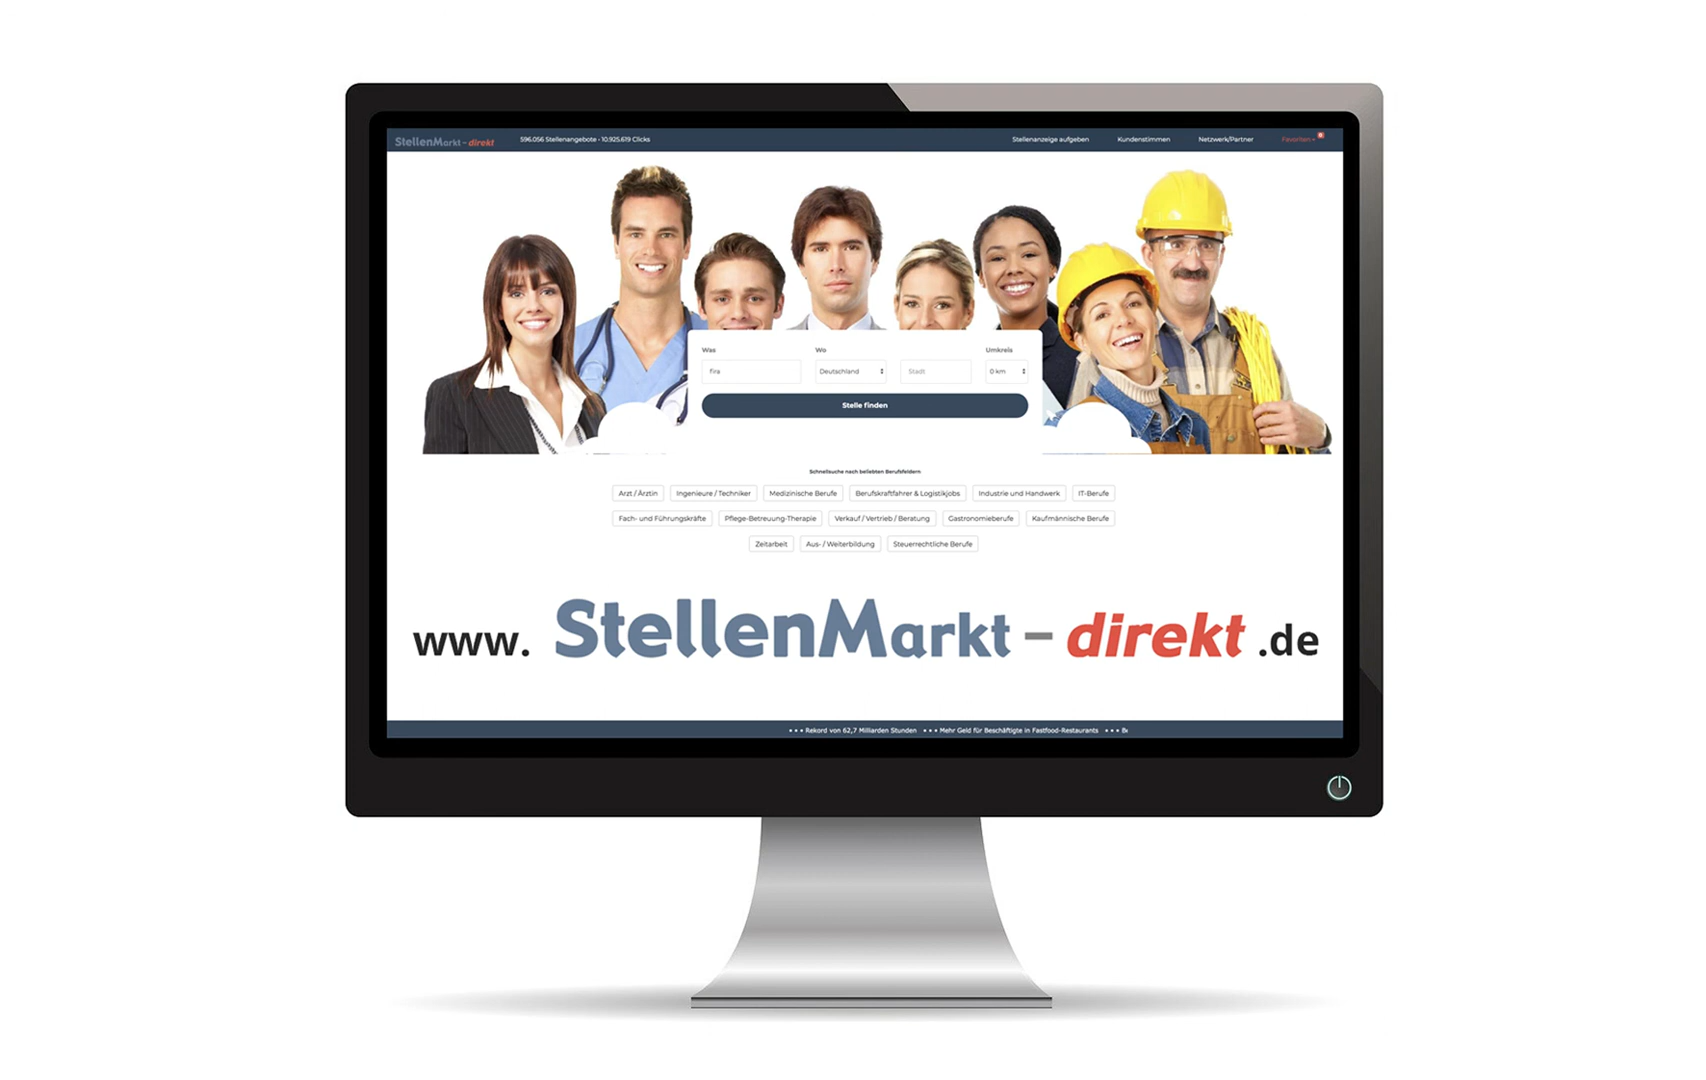 StellenMarkt - direkt 596.056 Stellenangebote • 10.925.619 Clicks Stellenanzeige aufgeben Kundenstimmen Netzwerk/Partner Favoriten
Was Wo Umkreis
fira Deutschland Stadt 0 km
Stelle finden
Schnellsuche nach beliebten Berufsfeldern
Arzt / Ärztin Ingenieure / Techniker Medizinische Berufe Berufskraftfahrer & Logistikjobs Industrie und Handwerk IT-Berufe
Fach- und Führungskräfte Pflege-Betreuung-Therapie Verkauf / Vertrieb / Beratung Gastronomieberufe Kaufmännische Berufe
Zeitarbeit Aus- / Weiterbildung Steuerrechtliche Berufe
www. StellenMarkt - direkt .de
••• Rekord von 62,7 Milliarden Stunden ••• Mehr Geld für Beschäftigte in Fastfood-Restaurants •••